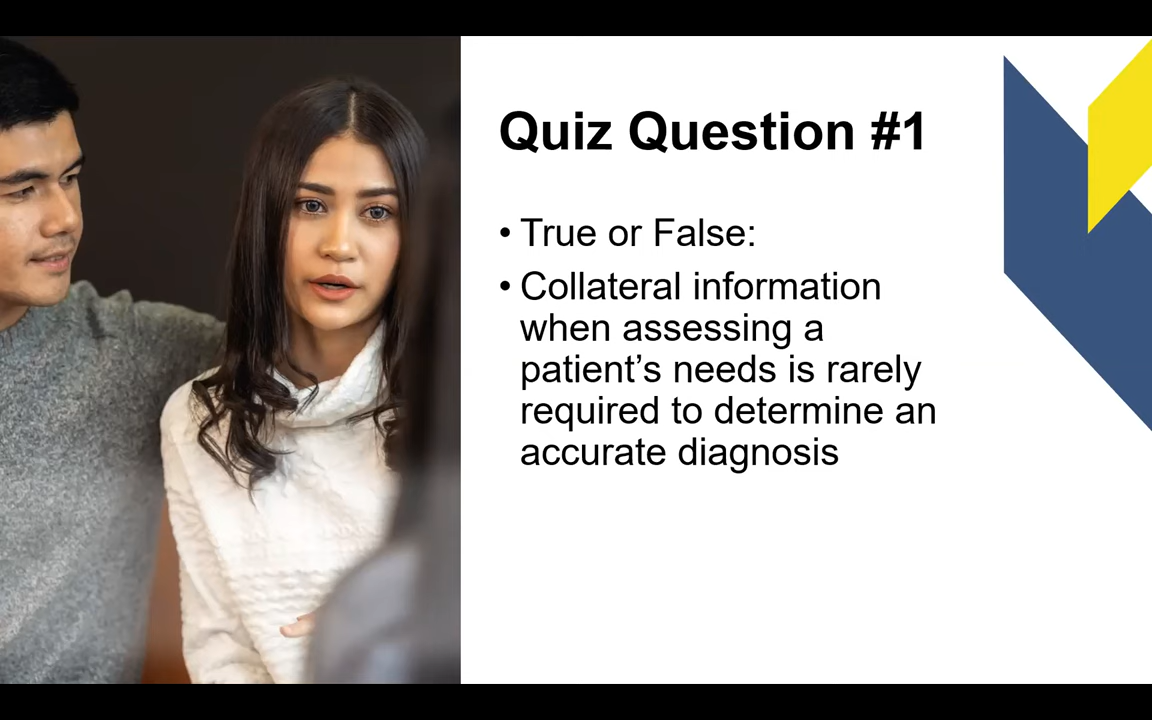 Quiz Question #1
• True or False:
• Collateral information
when assessing a
patient’s needs is rarely
required to determine an
accurate diagnosis